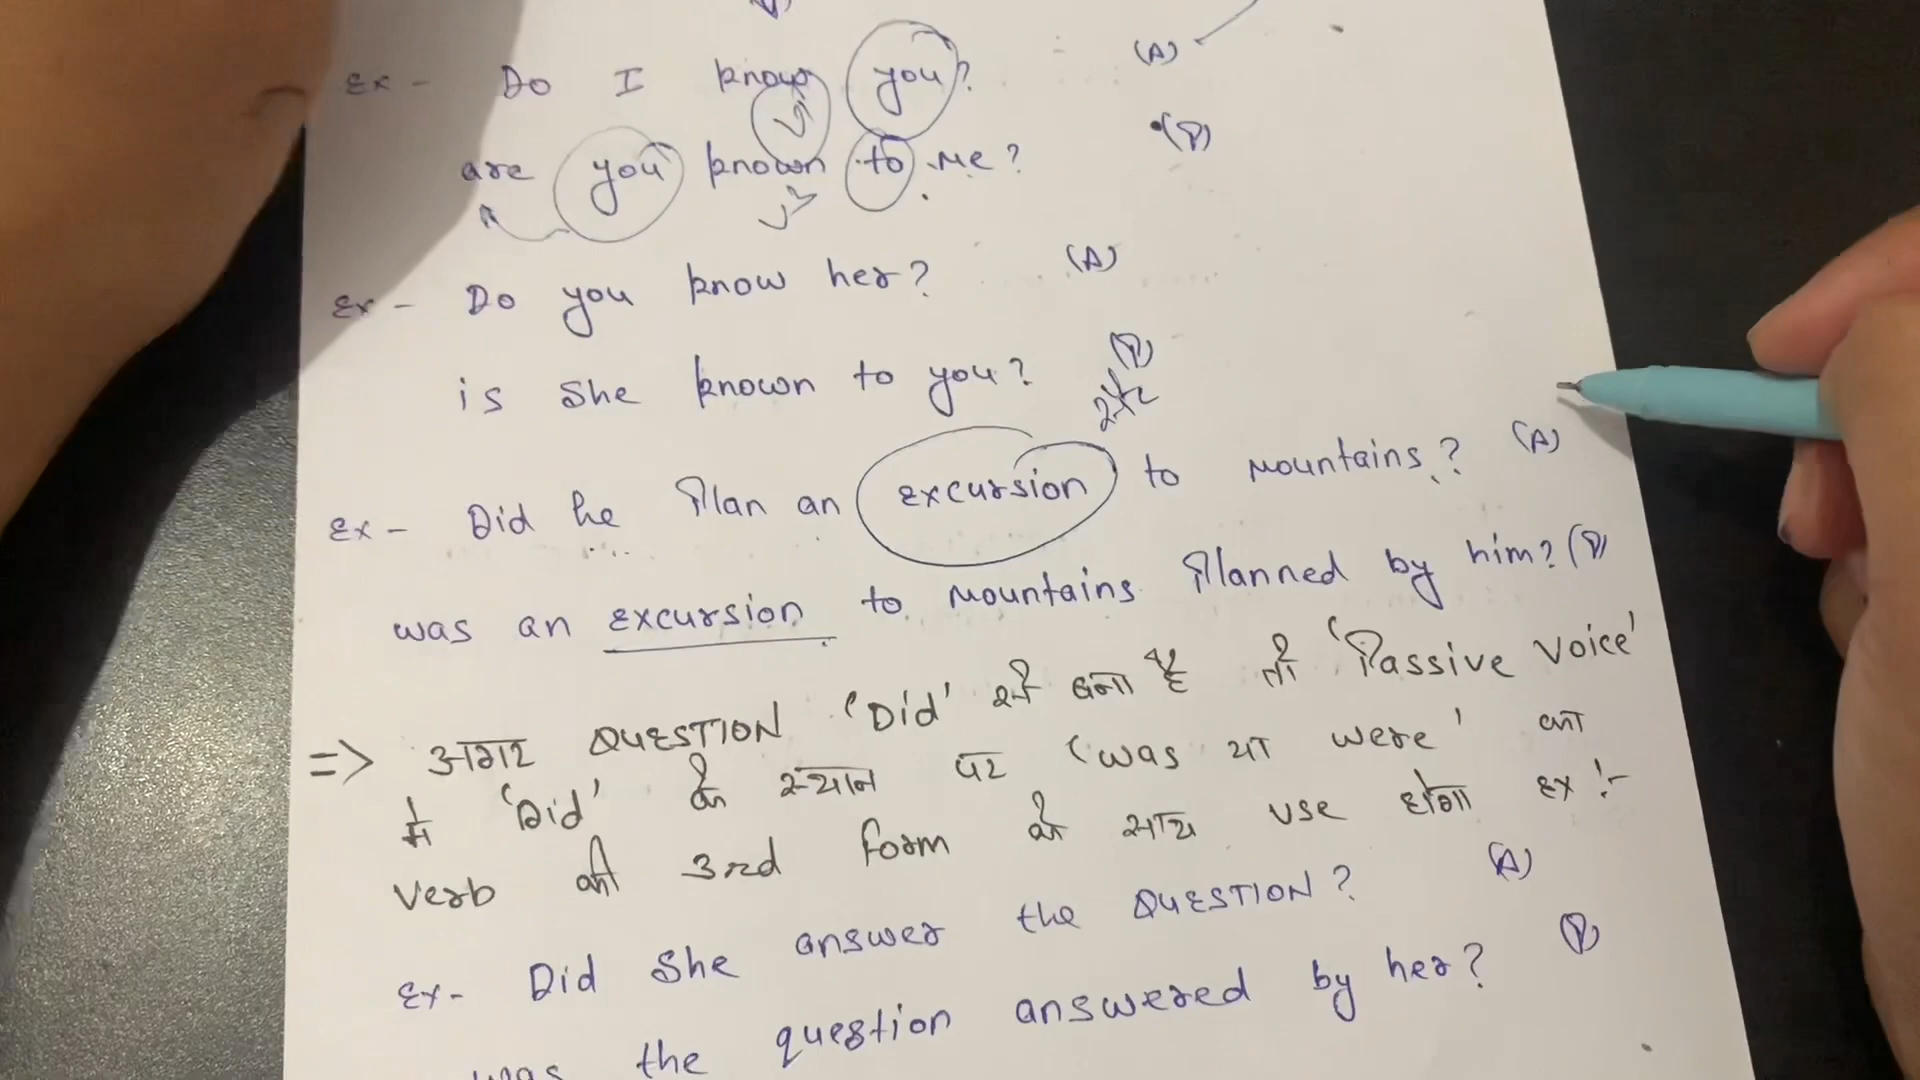 Ex - Do I know you? (A)
are you known to me? (P)
Ex - Do you know her? (A)
is she known to you? (P)
Ex - Did he Plan an excursion to mountains? (A)
was an excursion to mountains Planned by him? (P)
=> अगर QUESTION 'Did' से बना है तो 'Passive voice'
में 'Did' के स्थान पर 'was या were' का
verb की 3rd form के साथ use होगा Ex :-
Ex - Did she answer the QUESTION? (A)
was the question answered by her? (P)